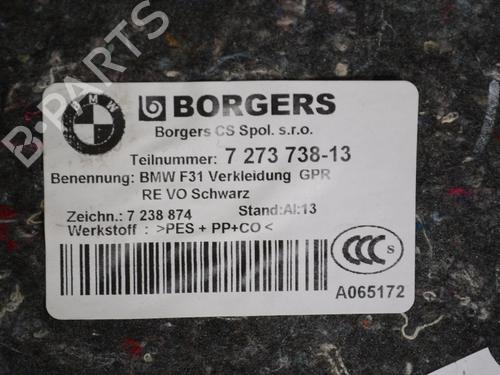 B-PARTS
BMW
BORGERS
Borgers CS Spol. s.r.o.
Teilnummer: 7 273 738-13
Benennung: BMW F31 Verkleidung GPR
RE VO Schwarz
Zeichn.: 7 238 874 Stand:AI:13
Werkstoff : >PES + PP+CO<
CCC S
A065172